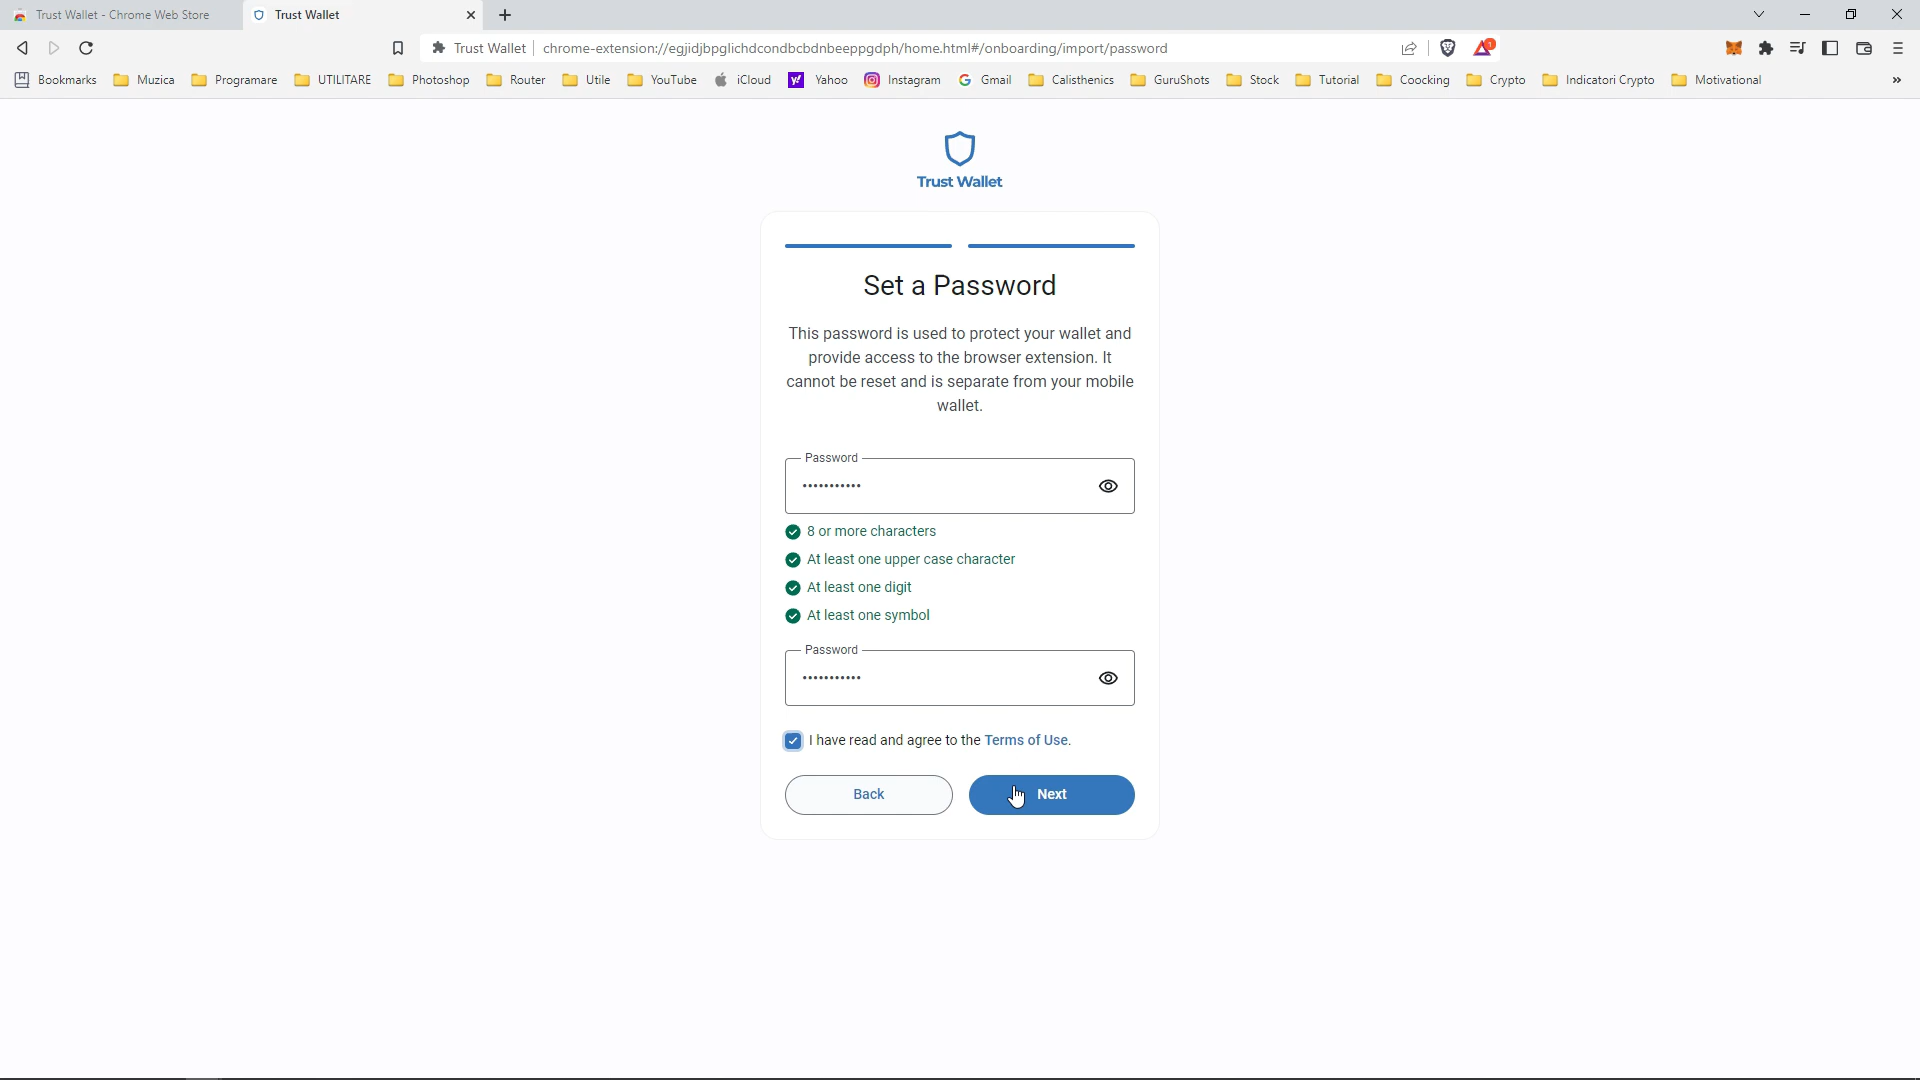 Trust Wallet - Chrome Web Store
Trust Wallet
Trust Wallet
chrome-extension://egjidjbpglichdcondbcbdnbeeppgdph/home.html#/onboarding/import/password
1
Bookmarks Muzica Programare UTILITARE Photoshop Router Utile YouTube iCloud Yahoo Instagram Gmail Calisthenics GuruShots Stock Tutorial Coocking Crypto Indicatori Crypto Motivational »
Trust Wallet
Set a Password
This password is used to protect your wallet and
provide access to the browser extension. It
cannot be reset and is separate from your mobile
wallet.
Password
•••••••••••
8 or more characters
At least one upper case character
At least one digit
At least one symbol
Password
•••••••••••
I have read and agree to the Terms of Use.
Back
Next